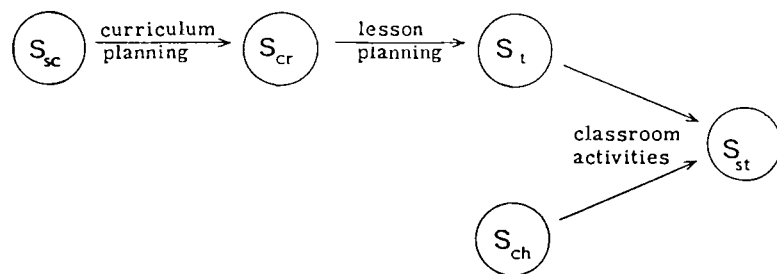 S_sc
curriculum
planning
S_cr
lesson
planning
S_t
classroom
activities
S_st
S_ch